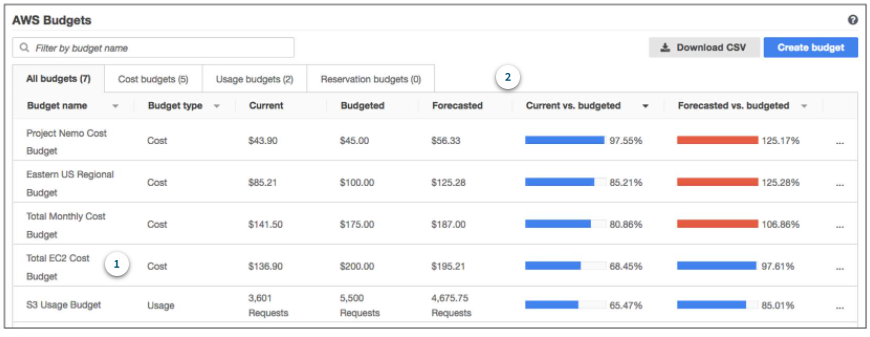 AWS Budgets ?
Filter by budget name Download CSV Create budget
All budgets (7) Cost budgets (5) Usage budgets (2) Reservation budgets (0) 2
Budget name Budget type Current Budgeted Forecasted Current vs. budgeted Forecasted vs. budgeted
Project Nemo Cost
Budget Cost $43.90 $45.00 $56.33 97.55% 125.17% ...
Eastern US Regional
Budget Cost $85.21 $100.00 $125.28 85.21% 125.28% ...
Total Monthly Cost
Budget Cost $141.50 $175.00 $187.00 80.86% 106.86% ...
Total EC2 Cost
Budget 1 Cost $136.90 $200.00 $195.21 68.45% 97.61% ...
S3 Usage Budget Usage 3,601 5,500 4,675.75 65.47% 85.01% ...
Requests Requests Requests